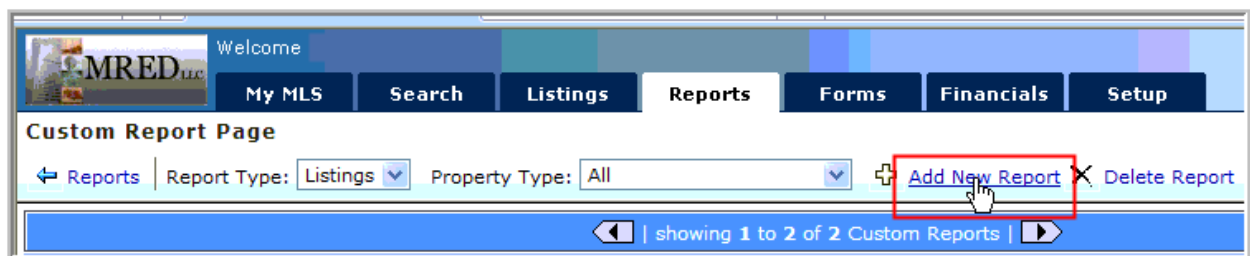 Welcome
MRED LLC
My MLS Search Listings Reports Forms Financials Setup
Custom Report Page
Reports Report Type: Listings Property Type: All Add New Report Delete Report
| showing 1 to 2 of 2 Custom Reports |